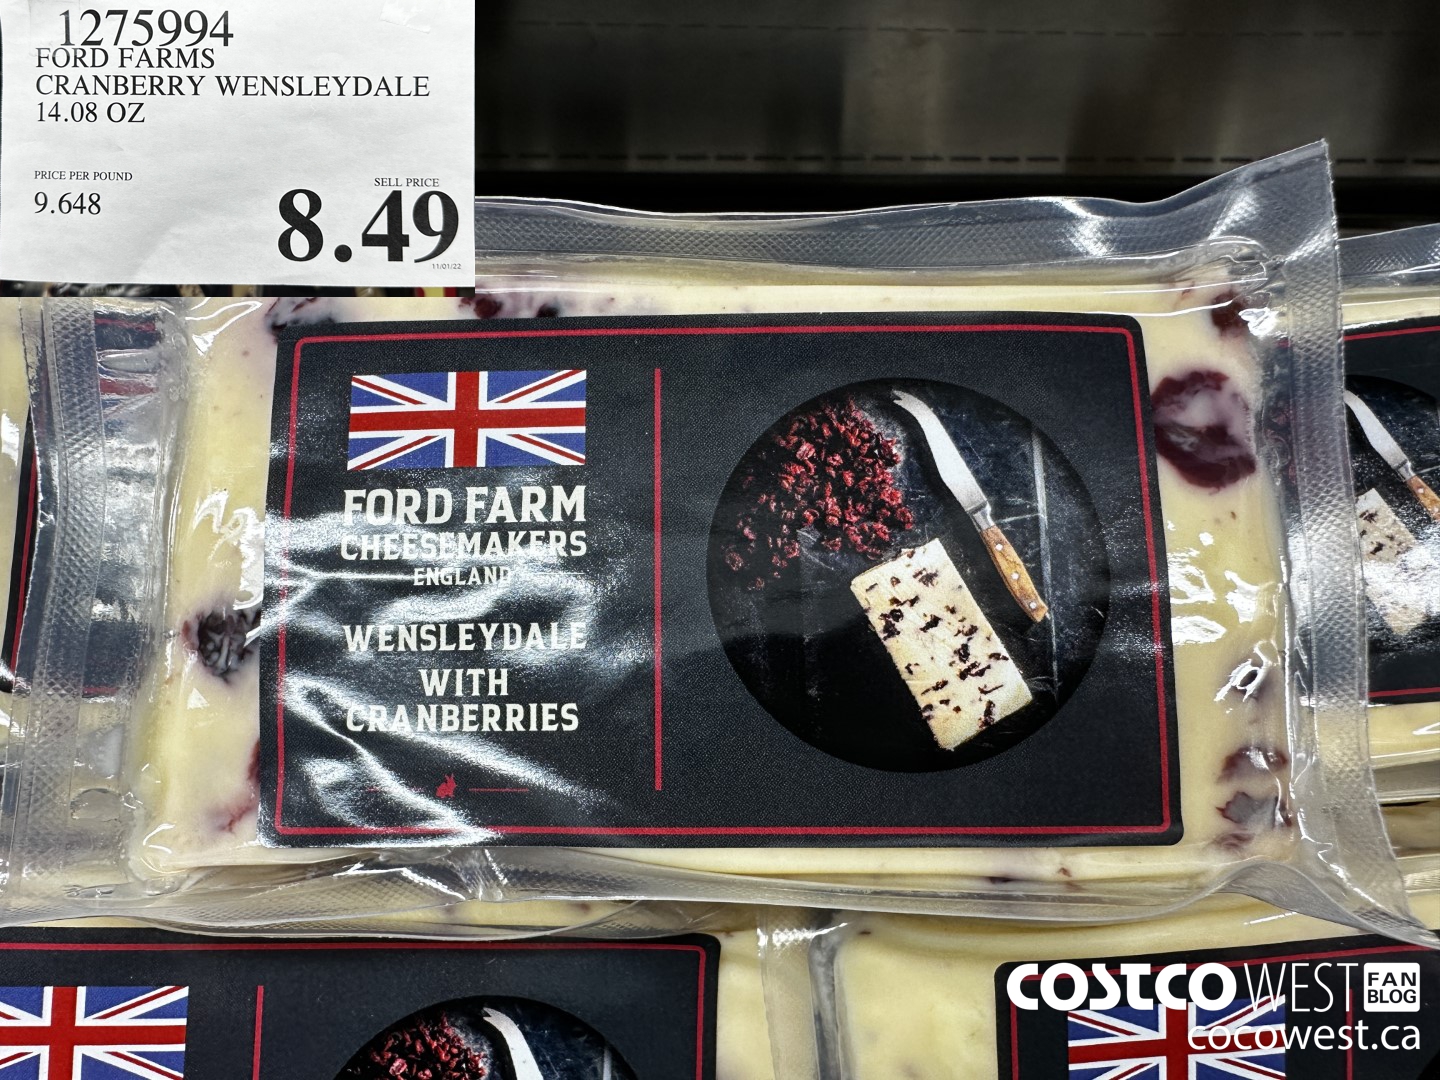 1275994
FORD FARMS
CRANBERRY WENSLEYDALE
14.08 OZ
PRICE PER POUND
9.648
SELL PRICE
8.49
11/01/22
FORD FARM
CHEESEMAKERS
ENGLAND
WENSLEYDALE
WITH
CRANBERRIES
COSTCO WEST FAN BLOG
cocowest.ca